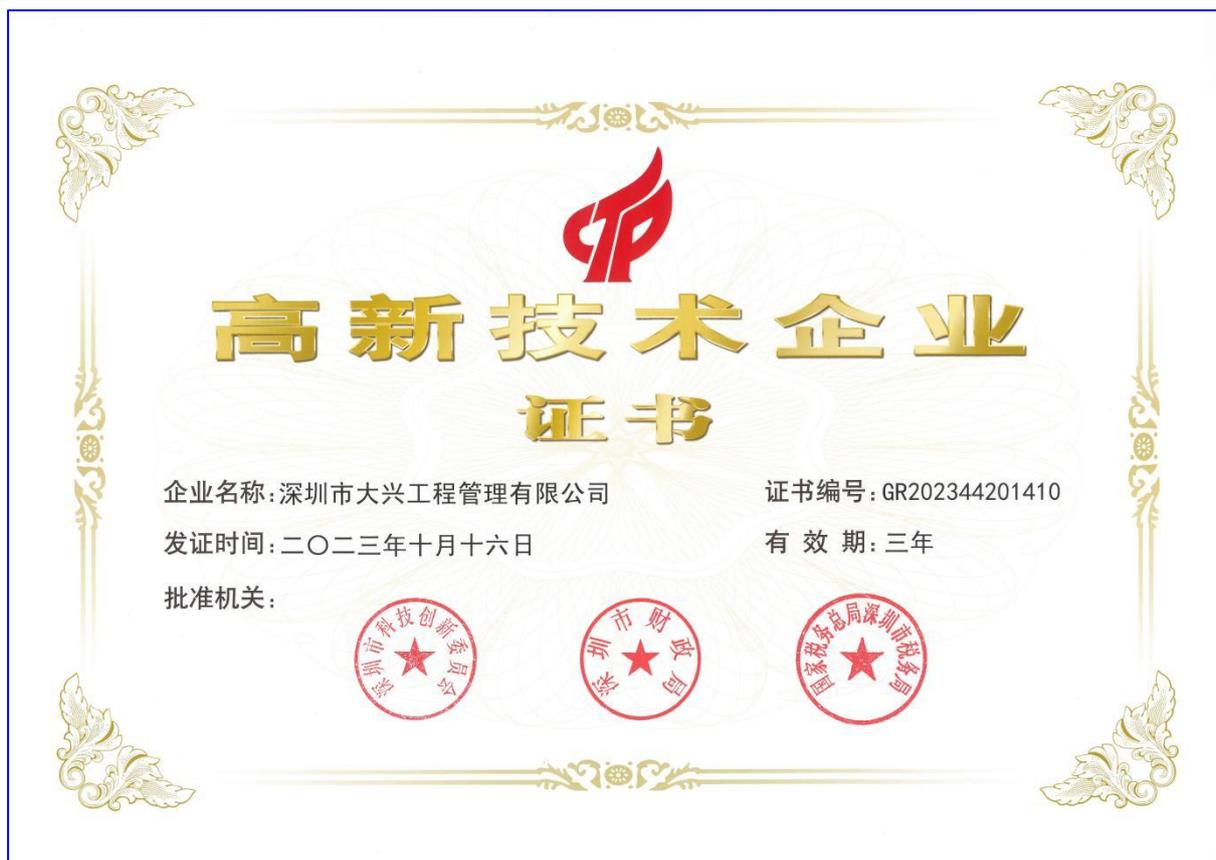 高新技术企业
证书
企业名称:深圳市大兴工程管理有限公司
证书编号:GR202344201410
发证时间:二〇二三年十月十六日
有 效 期:三年
批准机关:
深圳市科技创新委员会
深圳市财政局
国家税务总局深圳市税务局